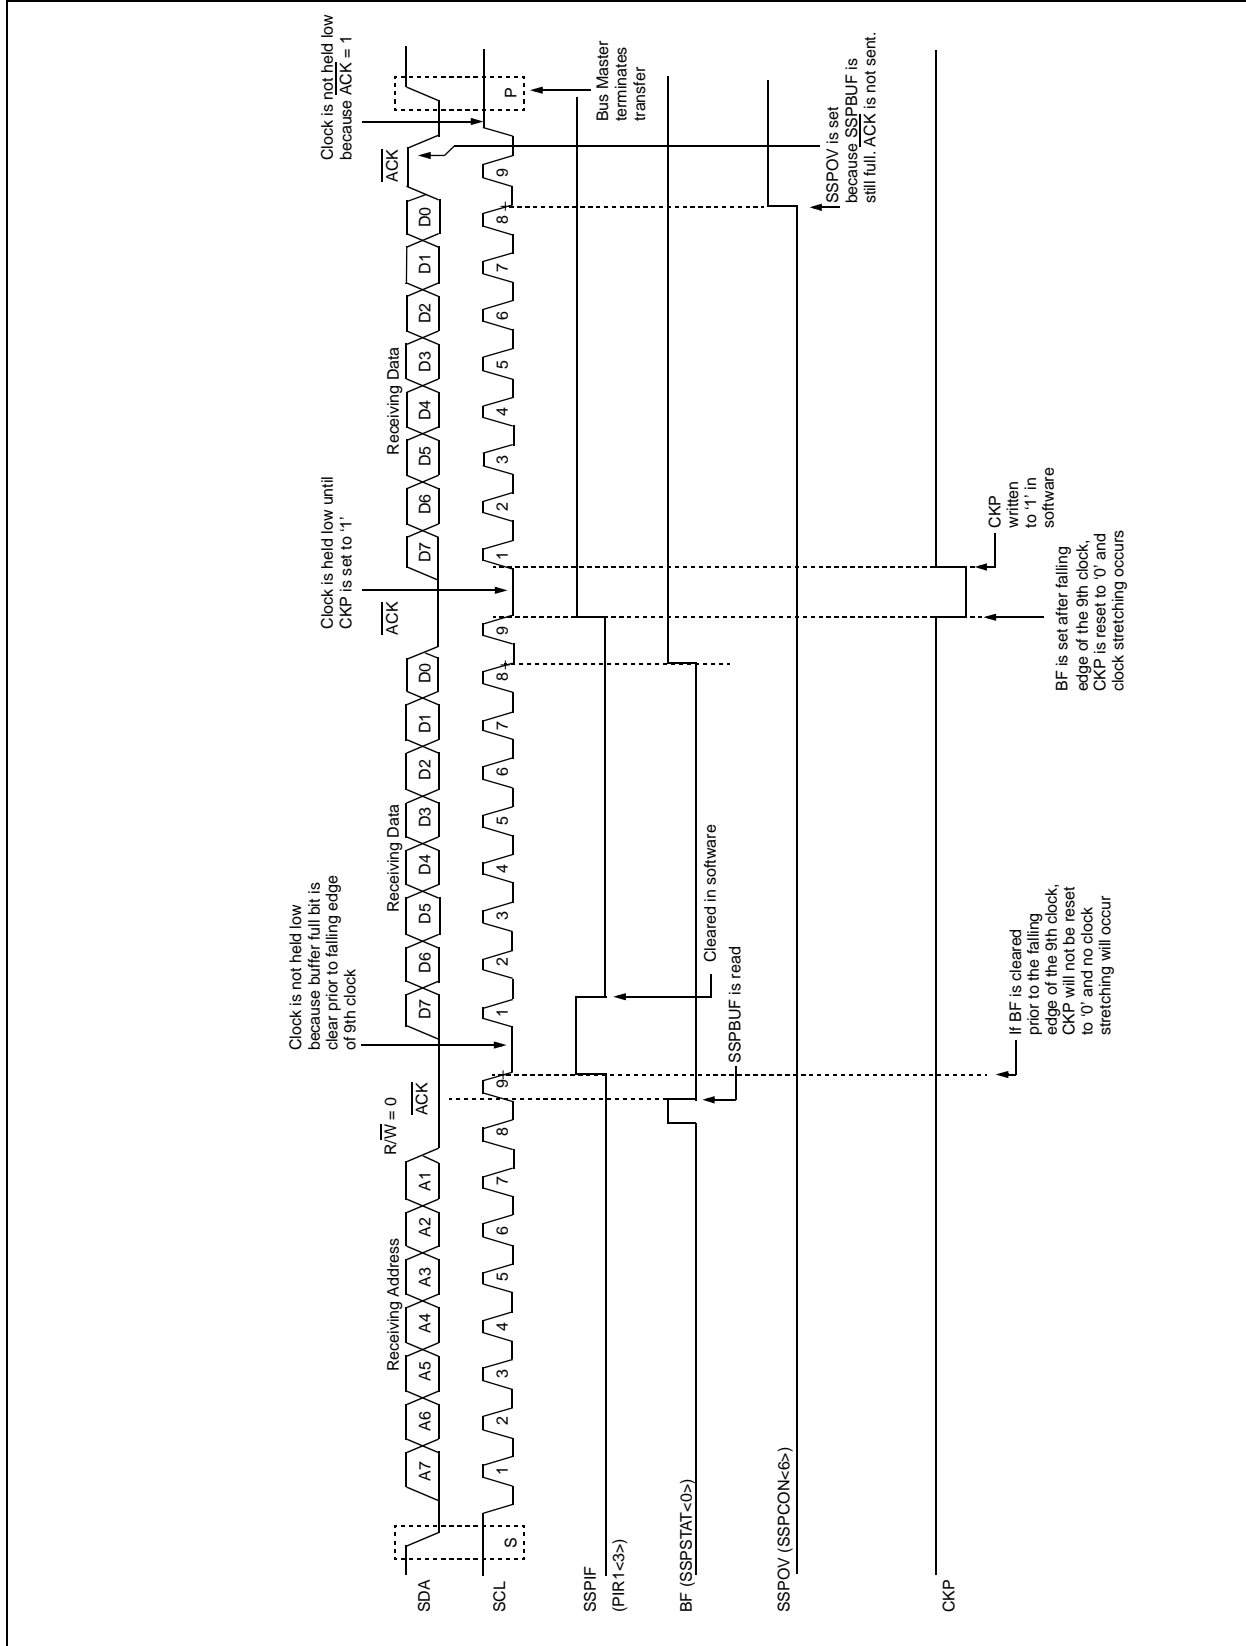 Clock is not held low
because buffer full bit is
clear prior to falling edge
of 9th clock
Clock is held low until
CKP is set to ‘1’
Clock is not held low
because ACK = 1
Receiving Address
R/W = 0
ACK
Receiving Data
ACK
Receiving Data
ACK
SDA
A7 A6 A5 A4 A3 A2 A1
D7 D6 D5 D4 D3 D2 D1 D0
D7 D6 D5 D4 D3 D2 D1 D0
SCL
S
1 2 3 4 5 6 7 8 9
1 2 3 4 5 6 7 8 9
1 2 3 4 5 6 7 8 9
P
SSPIF
(PIR1<3>)
Cleared in software
Bus Master
terminates
transfer
BF (SSPSTAT<0>)
SSPBUF is read
SSPOV (SSPCON<6>)
SSPOV is set
because SSPBUF is
still full. ACK is not sent.
CKP
If BF is cleared
prior to the falling
edge of the 9th clock,
CKP will not be reset
to ‘0’ and no clock
stretching will occur
CKP
written
to ‘1’ in
software
BF is set after falling
edge of the 9th clock,
CKP is reset to ‘0’ and
clock stretching occurs